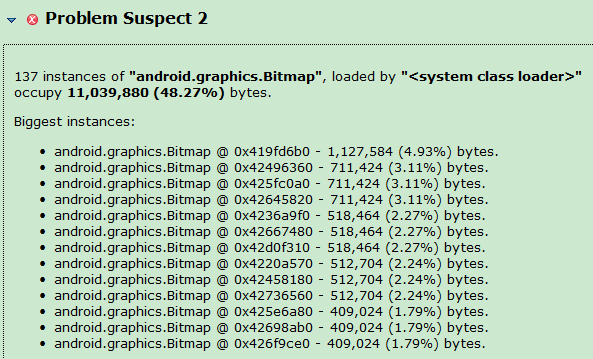 Problem Suspect 2
137 instances of "android.graphics.Bitmap", loaded by "<system class loader>"
occupy 11,039,880 (48.27%) bytes.
Biggest instances:
• android.graphics.Bitmap @ 0x419fd6b0 - 1,127,584 (4.93%) bytes.
• android.graphics.Bitmap @ 0x42496360 - 711,424 (3.11%) bytes.
• android.graphics.Bitmap @ 0x425fc0a0 - 711,424 (3.11%) bytes.
• android.graphics.Bitmap @ 0x42645820 - 711,424 (3.11%) bytes.
• android.graphics.Bitmap @ 0x4236a9f0 - 518,464 (2.27%) bytes.
• android.graphics.Bitmap @ 0x42667480 - 518,464 (2.27%) bytes.
• android.graphics.Bitmap @ 0x42d0f310 - 518,464 (2.27%) bytes.
• android.graphics.Bitmap @ 0x4220a570 - 512,704 (2.24%) bytes.
• android.graphics.Bitmap @ 0x42458180 - 512,704 (2.24%) bytes.
• android.graphics.Bitmap @ 0x42736560 - 512,704 (2.24%) bytes.
• android.graphics.Bitmap @ 0x425e6a80 - 409,024 (1.79%) bytes.
• android.graphics.Bitmap @ 0x42698ab0 - 409,024 (1.79%) bytes.
• android.graphics.Bitmap @ 0x426f9ce0 - 409,024 (1.79%) bytes.